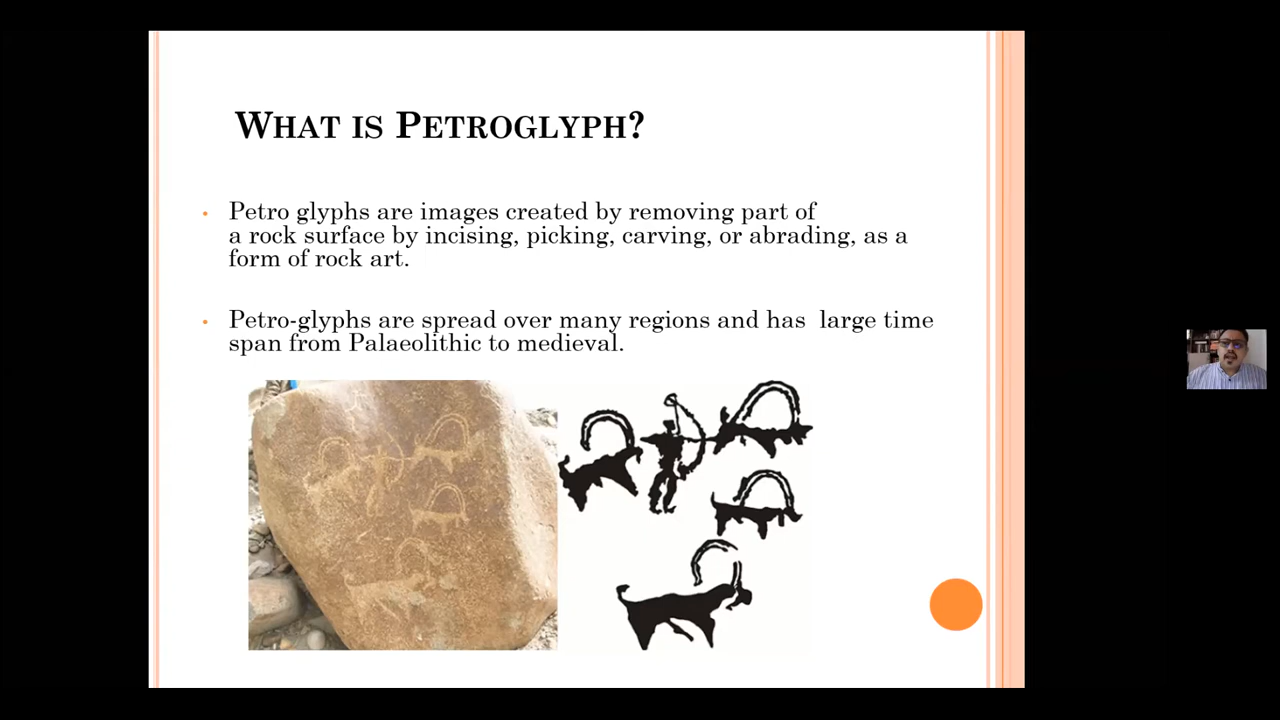 WHAT IS PETROGLYPH?
Petro glyphs are images created by removing part of
a rock surface by incising, picking, carving, or abrading, as a
form of rock art.
Petro-glyphs are spread over many regions and has  large time
span from Palaeolithic to medieval.